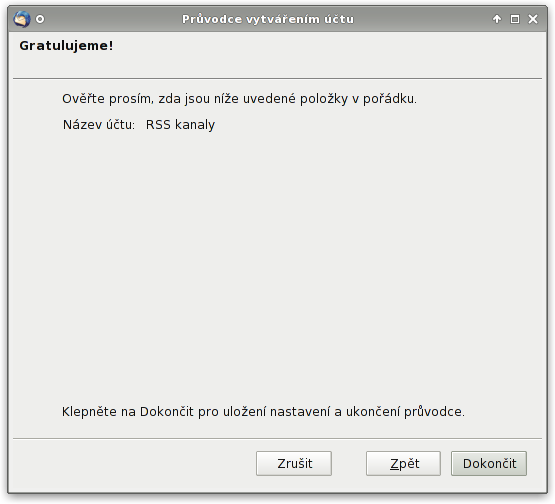 Průvodce vytvářením účtu
Gratulujeme!
Ověřte prosím, zda jsou níže uvedené položky v pořádku.
Název účtu: RSS kanaly
Klepněte na Dokončit pro uložení nastavení a ukončení průvodce.
Zrušit Zpět Dokončit